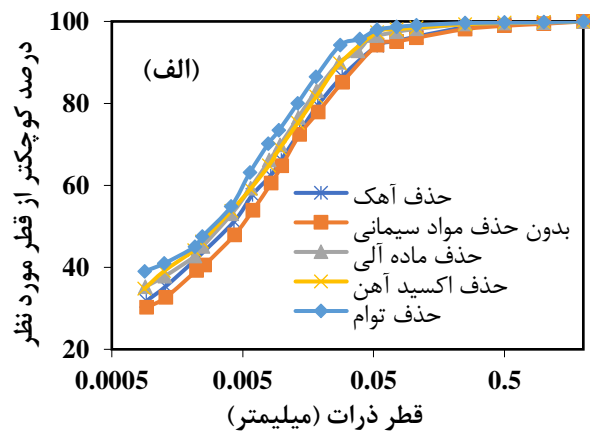 درصد کوچکتر از قطر مورد نظر
100
80
60
40
20
(الف)
حذف آهک
بدون حذف مواد سیمانی
حذف ماده آلی
حذف اکسید آهن
حذف توام
0.0005 0.005 0.05 0.5
قطر ذرات (میلیمتر)